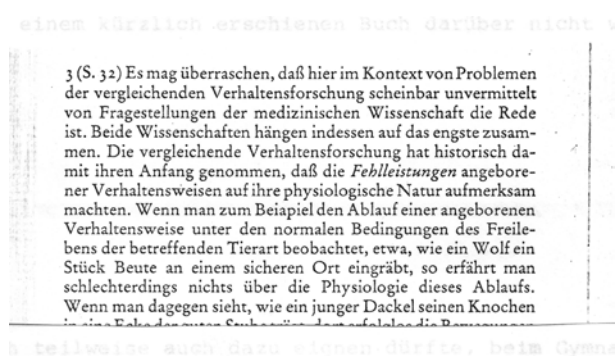 einem kürzlich erschienen Buch darüber nicht
3 (S. 32) Es mag überraschen, daß hier im Kontext von Problemen
der vergleichenden Verhaltensforschung scheinbar unvermittelt
von Fragestellungen der medizinischen Wissenschaft die Rede
ist. Beide Wissenschaften hängen indessen auf das engste zusam-
men. Die vergleichende Verhaltensforschung hat historisch da-
mit ihren Anfang genommen, daß die Fehlleistungen angebore-
ner Verhaltensweisen auf ihre physiologische Natur aufmerksam
machten. Wenn man zum Beiapiel den Ablauf einer angeborenen
Verhaltensweise unter den normalen Bedingungen des Freile-
bens der betreffenden Tierart beobachtet, etwa, wie ein Wolf ein
Stück Beute an einem sicheren Ort eingräbt, so erfährt man
schlechterdings nichts über die Physiologie dieses Ablaufs.
Wenn man dagegen sieht, wie ein junger Dackel seinen Knochen
teilweise auch dazu eignen dürfte, beim